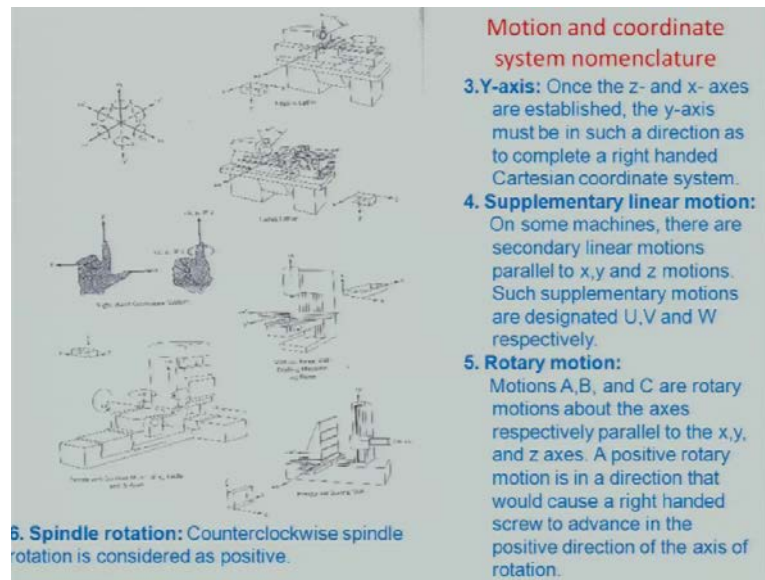 Motion and coordinate
system nomenclature
3.Y-axis: Once the z- and x- axes
are established, the y-axis
must be in such a direction as
to complete a right handed
Cartesian coordinate system.
4. Supplementary linear motion:
On some machines, there are
secondary linear motions
parallel to x,y and z motions.
Such supplementary motions
are designated U,V and W
respectively.
5. Rotary motion:
Motions A,B, and C are rotary
motions about the axes
respectively parallel to the x,y,
and z axes. A positive rotary
motion is in a direction that
would cause a right handed
screw to advance in the
positive direction of the axis of
rotation.
6. Spindle rotation: Counterclockwise spindle
rotation is considered as positive.